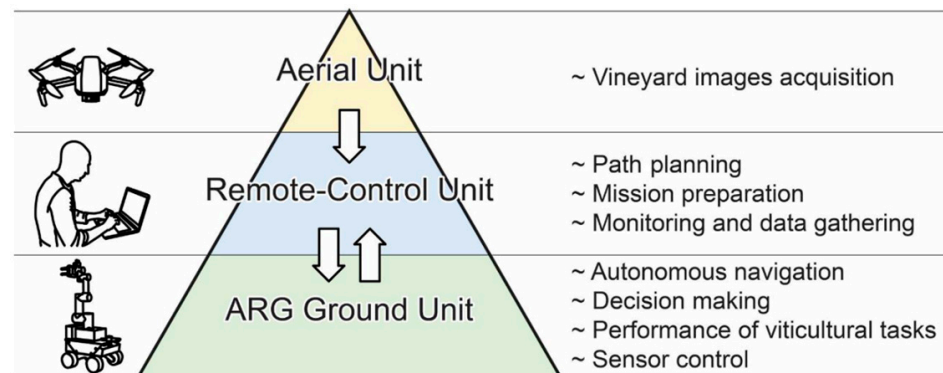 Aerial Unit
~ Vineyard images acquisition
Remote-Control Unit
~ Path planning
~ Mission preparation
~ Monitoring and data gathering
ARG Ground Unit
~ Autonomous navigation
~ Decision making
~ Performance of viticultural tasks
~ Sensor control